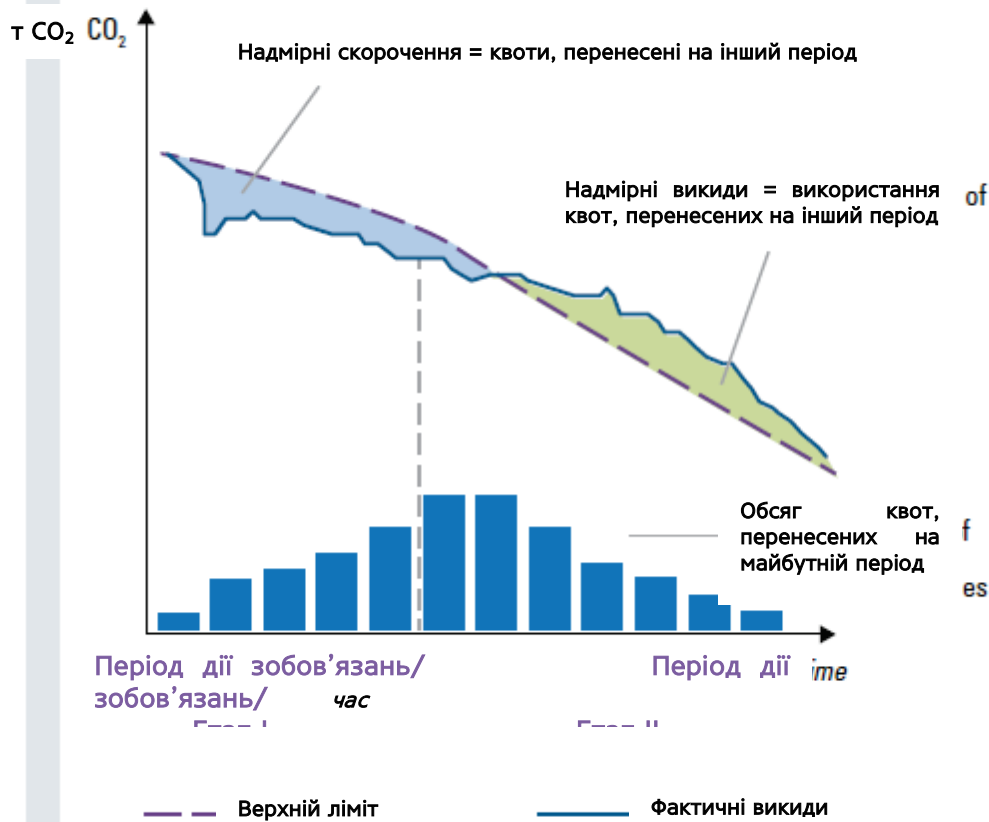 т CO₂ CO₂
Надмірні скорочення = квоти, перенесені на інший період
Надмірні викиди = використання
квот, перенесених на інший період
of
Обсяг квот,
перенесених на
майбутній період
f
es
Період дії зобов’язань/
зобов’язань/
Період дії
час
Верхній ліміт
Фактичні викиди